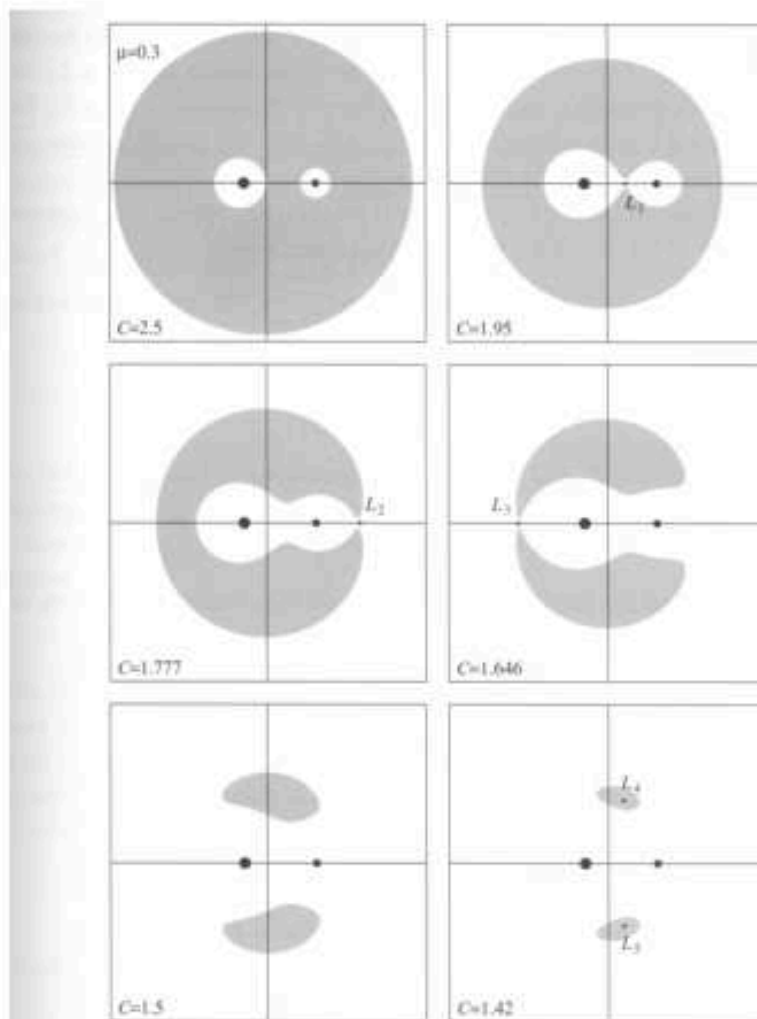 μ=0.3
C=2.5
L₁
C=1.95
L₂
C=1.777
L₃
C=1.646
C=1.5
L₄
L₅
C=1.42